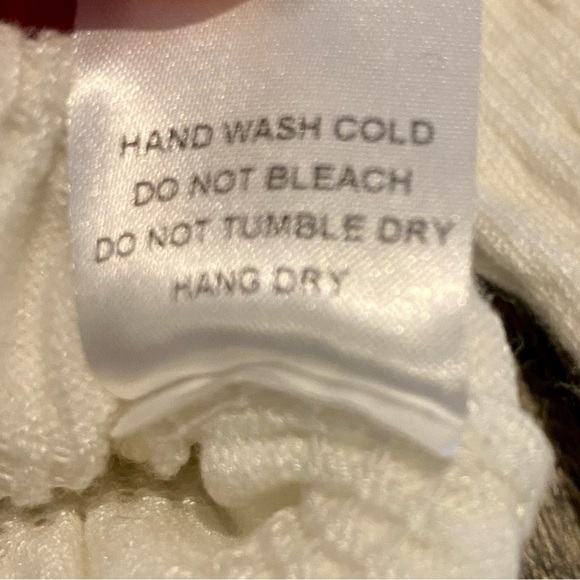 HAND WASH COLD
DO NOT BLEACH
DO NOT TUMBLE DRY
HANG DRY